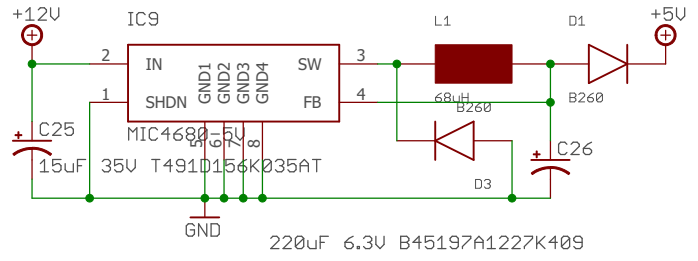 +12V
IC9
L1
D1
+5V
2
IN
SW
3
1
SHDN
GND1
GND2
GND3
GND4
FB
4
68uH
B260
B260
C25
MIC4680-5V
5
6
7
8
15uF 35V T491D156K035AT
C26
D3
GND
220uF 6.3V B45197A1227K409